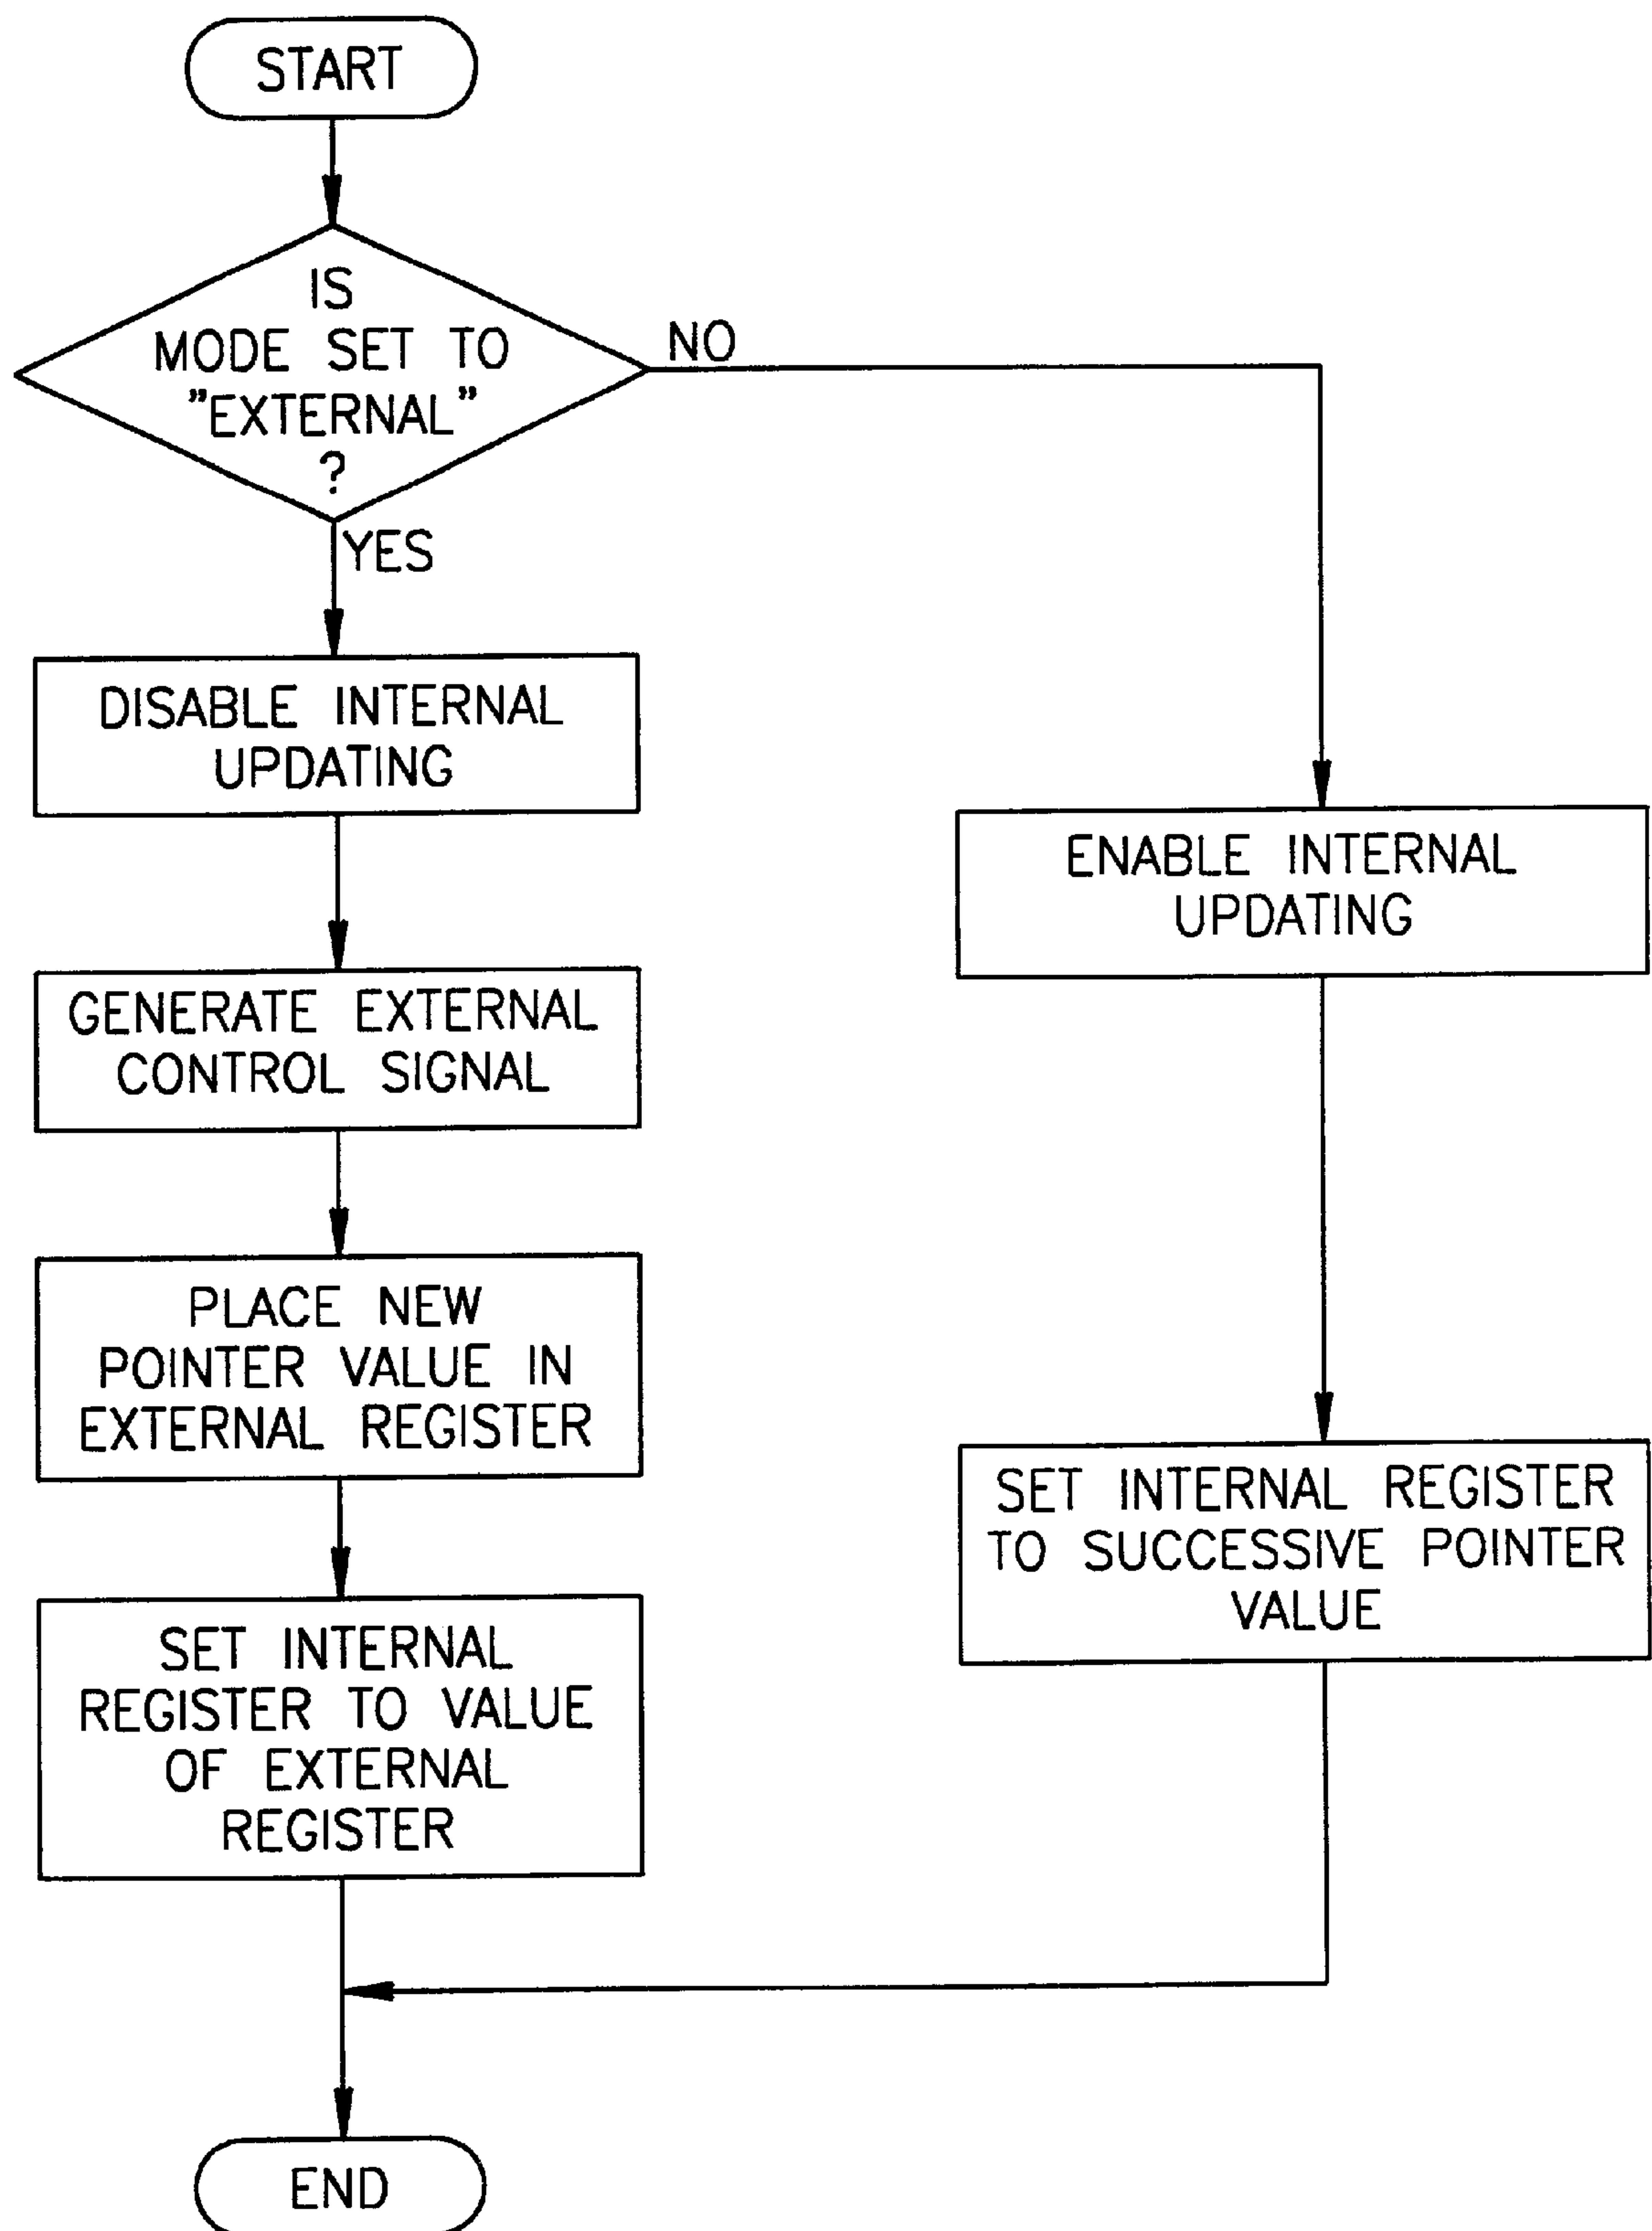 START
IS
MODE SET TO
"EXTERNAL"
?
NO
YES
DISABLE INTERNAL
UPDATING
GENERATE EXTERNAL
CONTROL SIGNAL
PLACE NEW
POINTER VALUE IN
EXTERNAL REGISTER
SET INTERNAL
REGISTER TO VALUE
OF EXTERNAL
REGISTER
ENABLE INTERNAL
UPDATING
SET INTERNAL REGISTER
TO SUCCESSIVE POINTER
VALUE
END